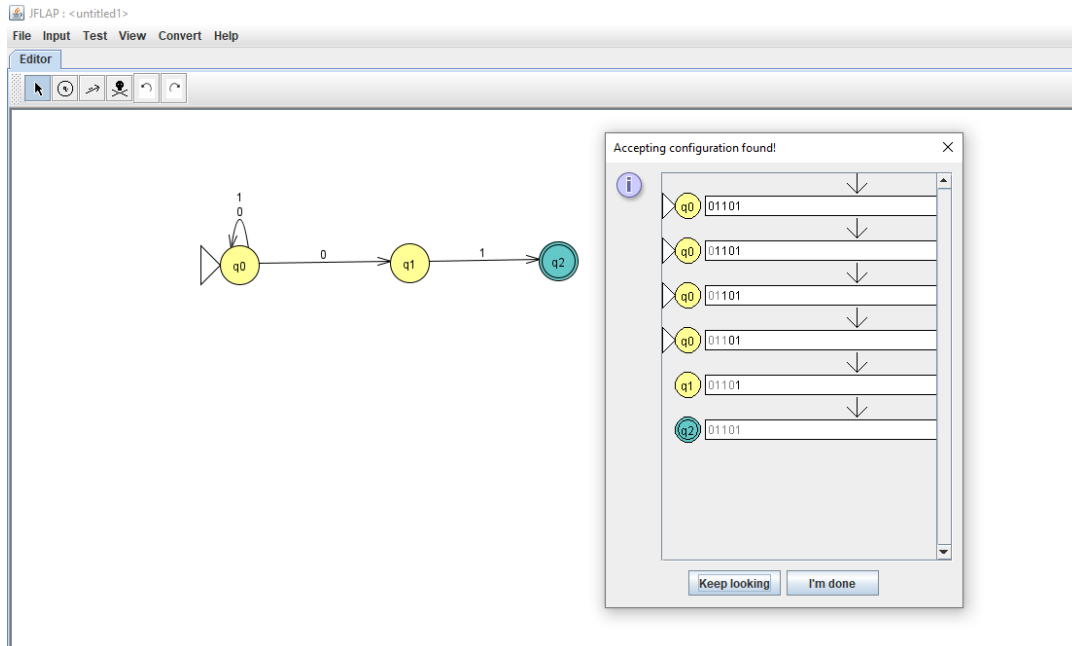 JFLAP : <untitled1>
File Input Test View Convert Help
Editor
1
0
q0
0
q1
1
q2
Accepting configuration found!
q0 01101
q0 01101
q0 01101
q0 01101
q1 01101
q2 01101
Keep looking I'm done